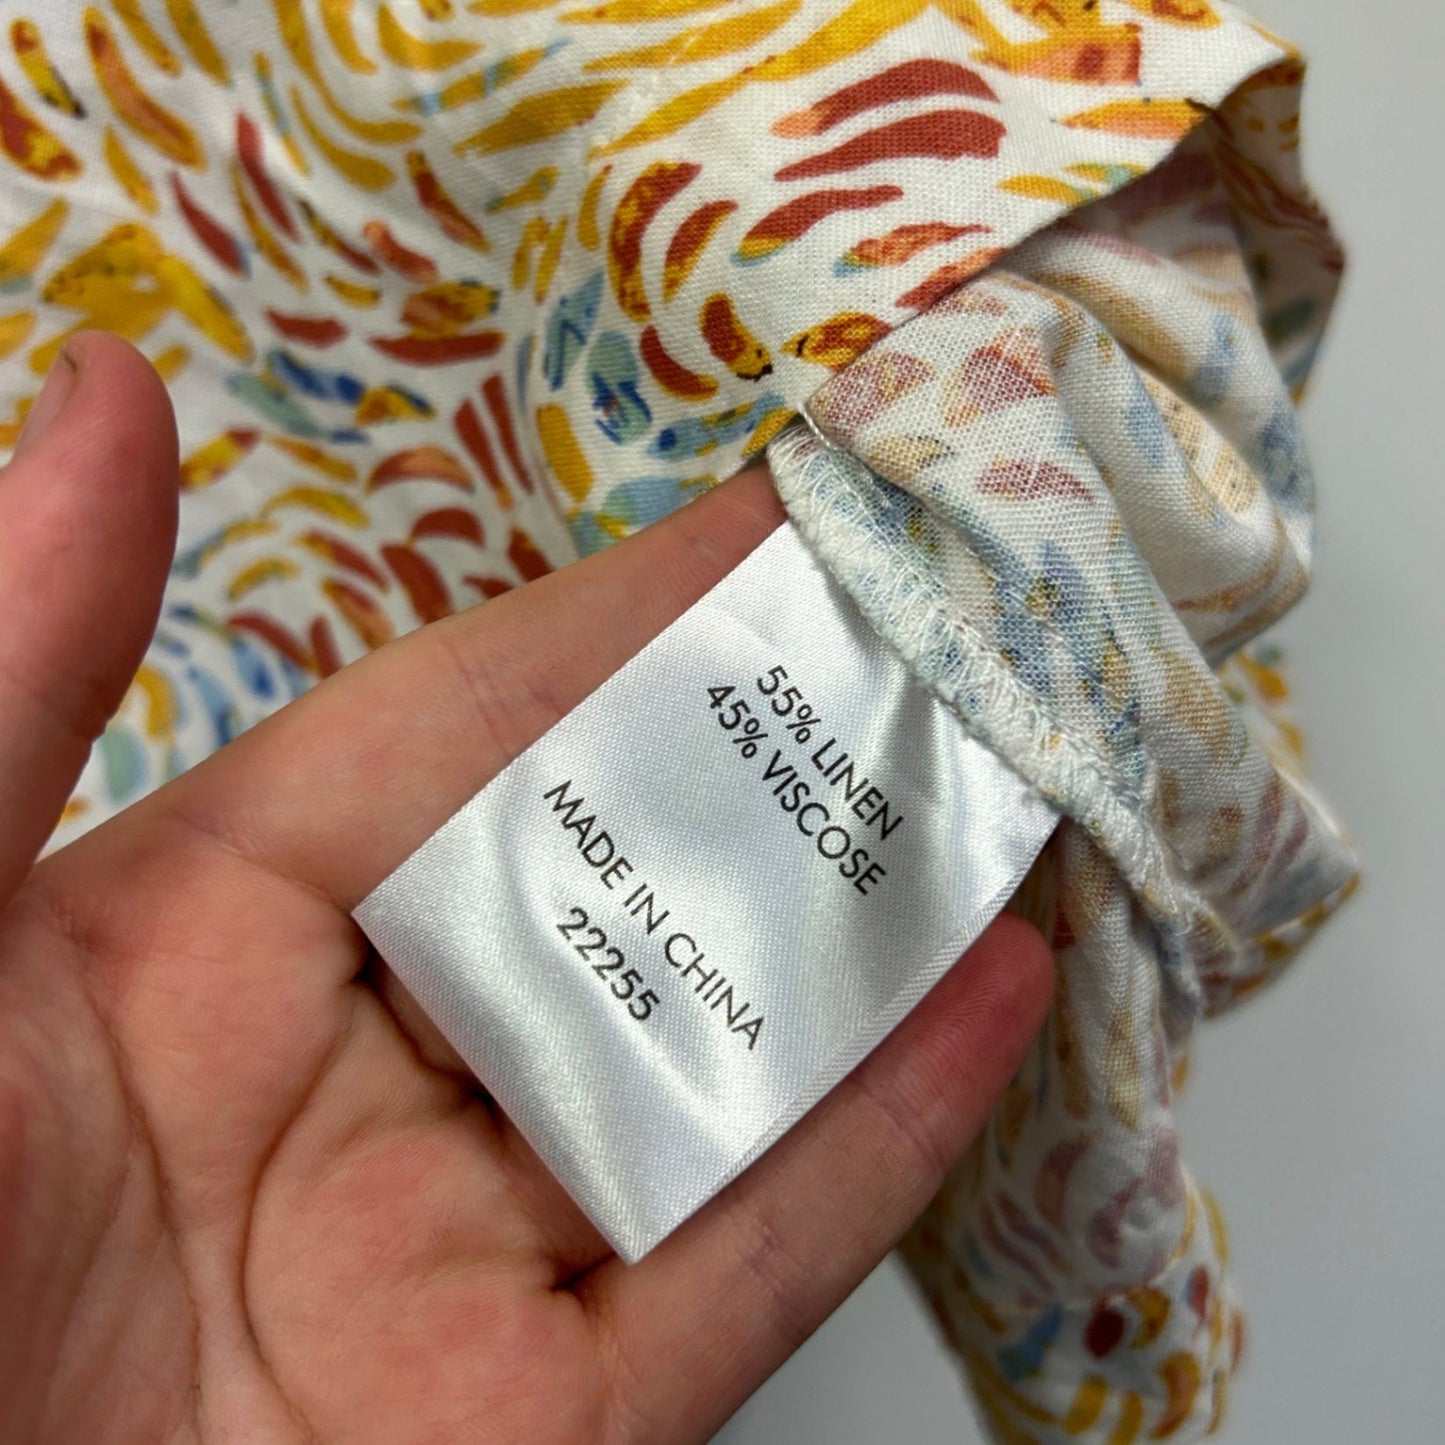 55% LINEN
45% VISCOSE
MADE IN CHINA
22255